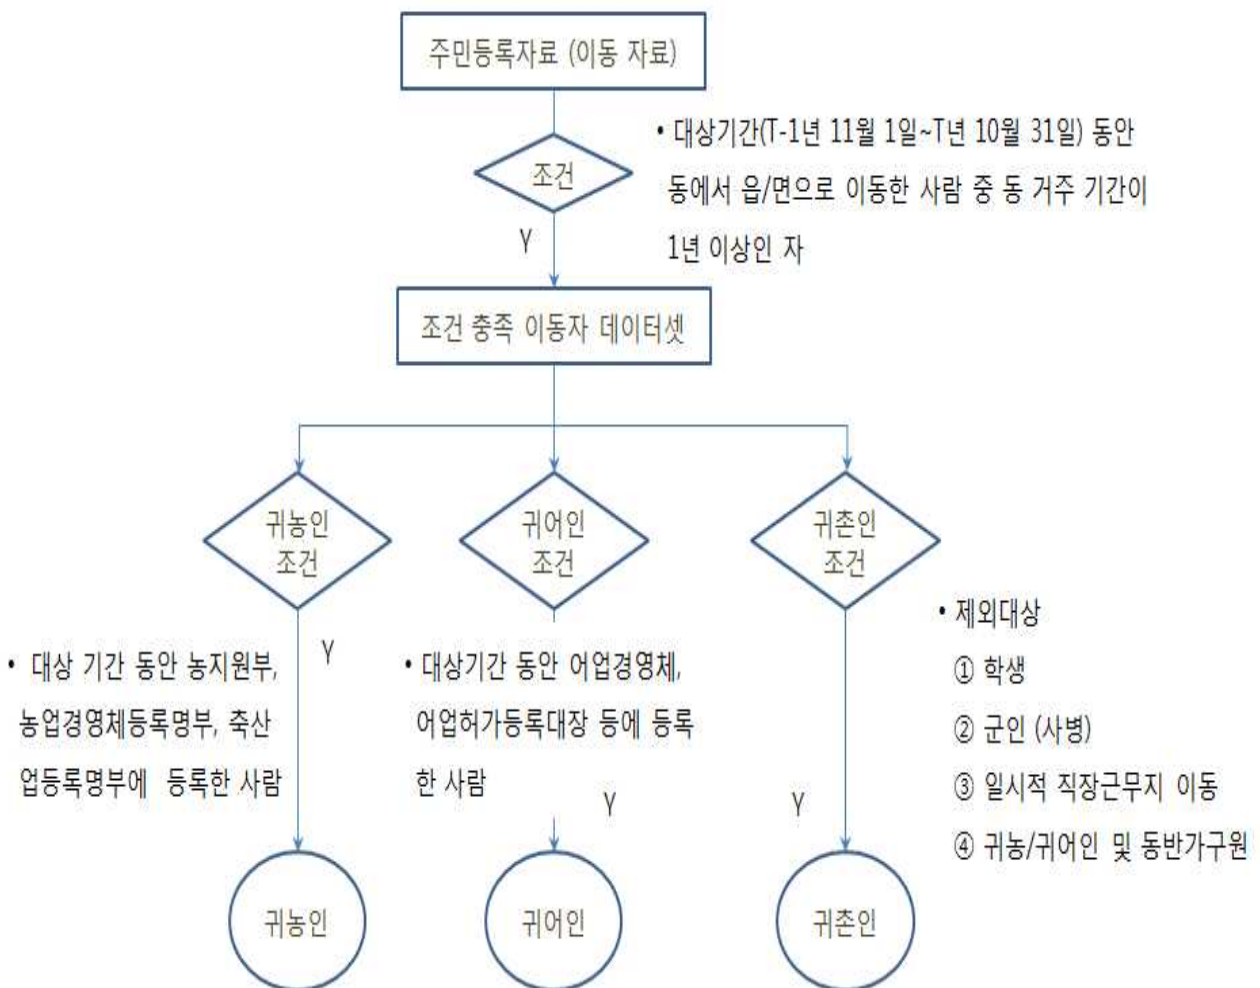 주민등록자료 (이동 자료)
조건
• 대상기간(T-1년 11월 1일~T년 10월 31일) 동안
동에서 읍/면으로 이동한 사람 중 동 거주 기간이
1년 이상인 자
Y
조건 충족 이동자 데이터셋
귀농인
조건
귀어인
조건
귀촌인
조건
Y
• 대상 기간 동안 농지원부,
농업경영체등록명부, 축산
업등록명부에 등록한 사람
• 대상기간 동안 어업경영체,
어업허가등록대장 등에 등록
한 사람
Y
Y
• 제외대상
① 학생
② 군인 (사병)
③ 일시적 직장근무지 이동
④ 귀농/귀어인 및 동반가구원
귀농인
귀어인
귀촌인